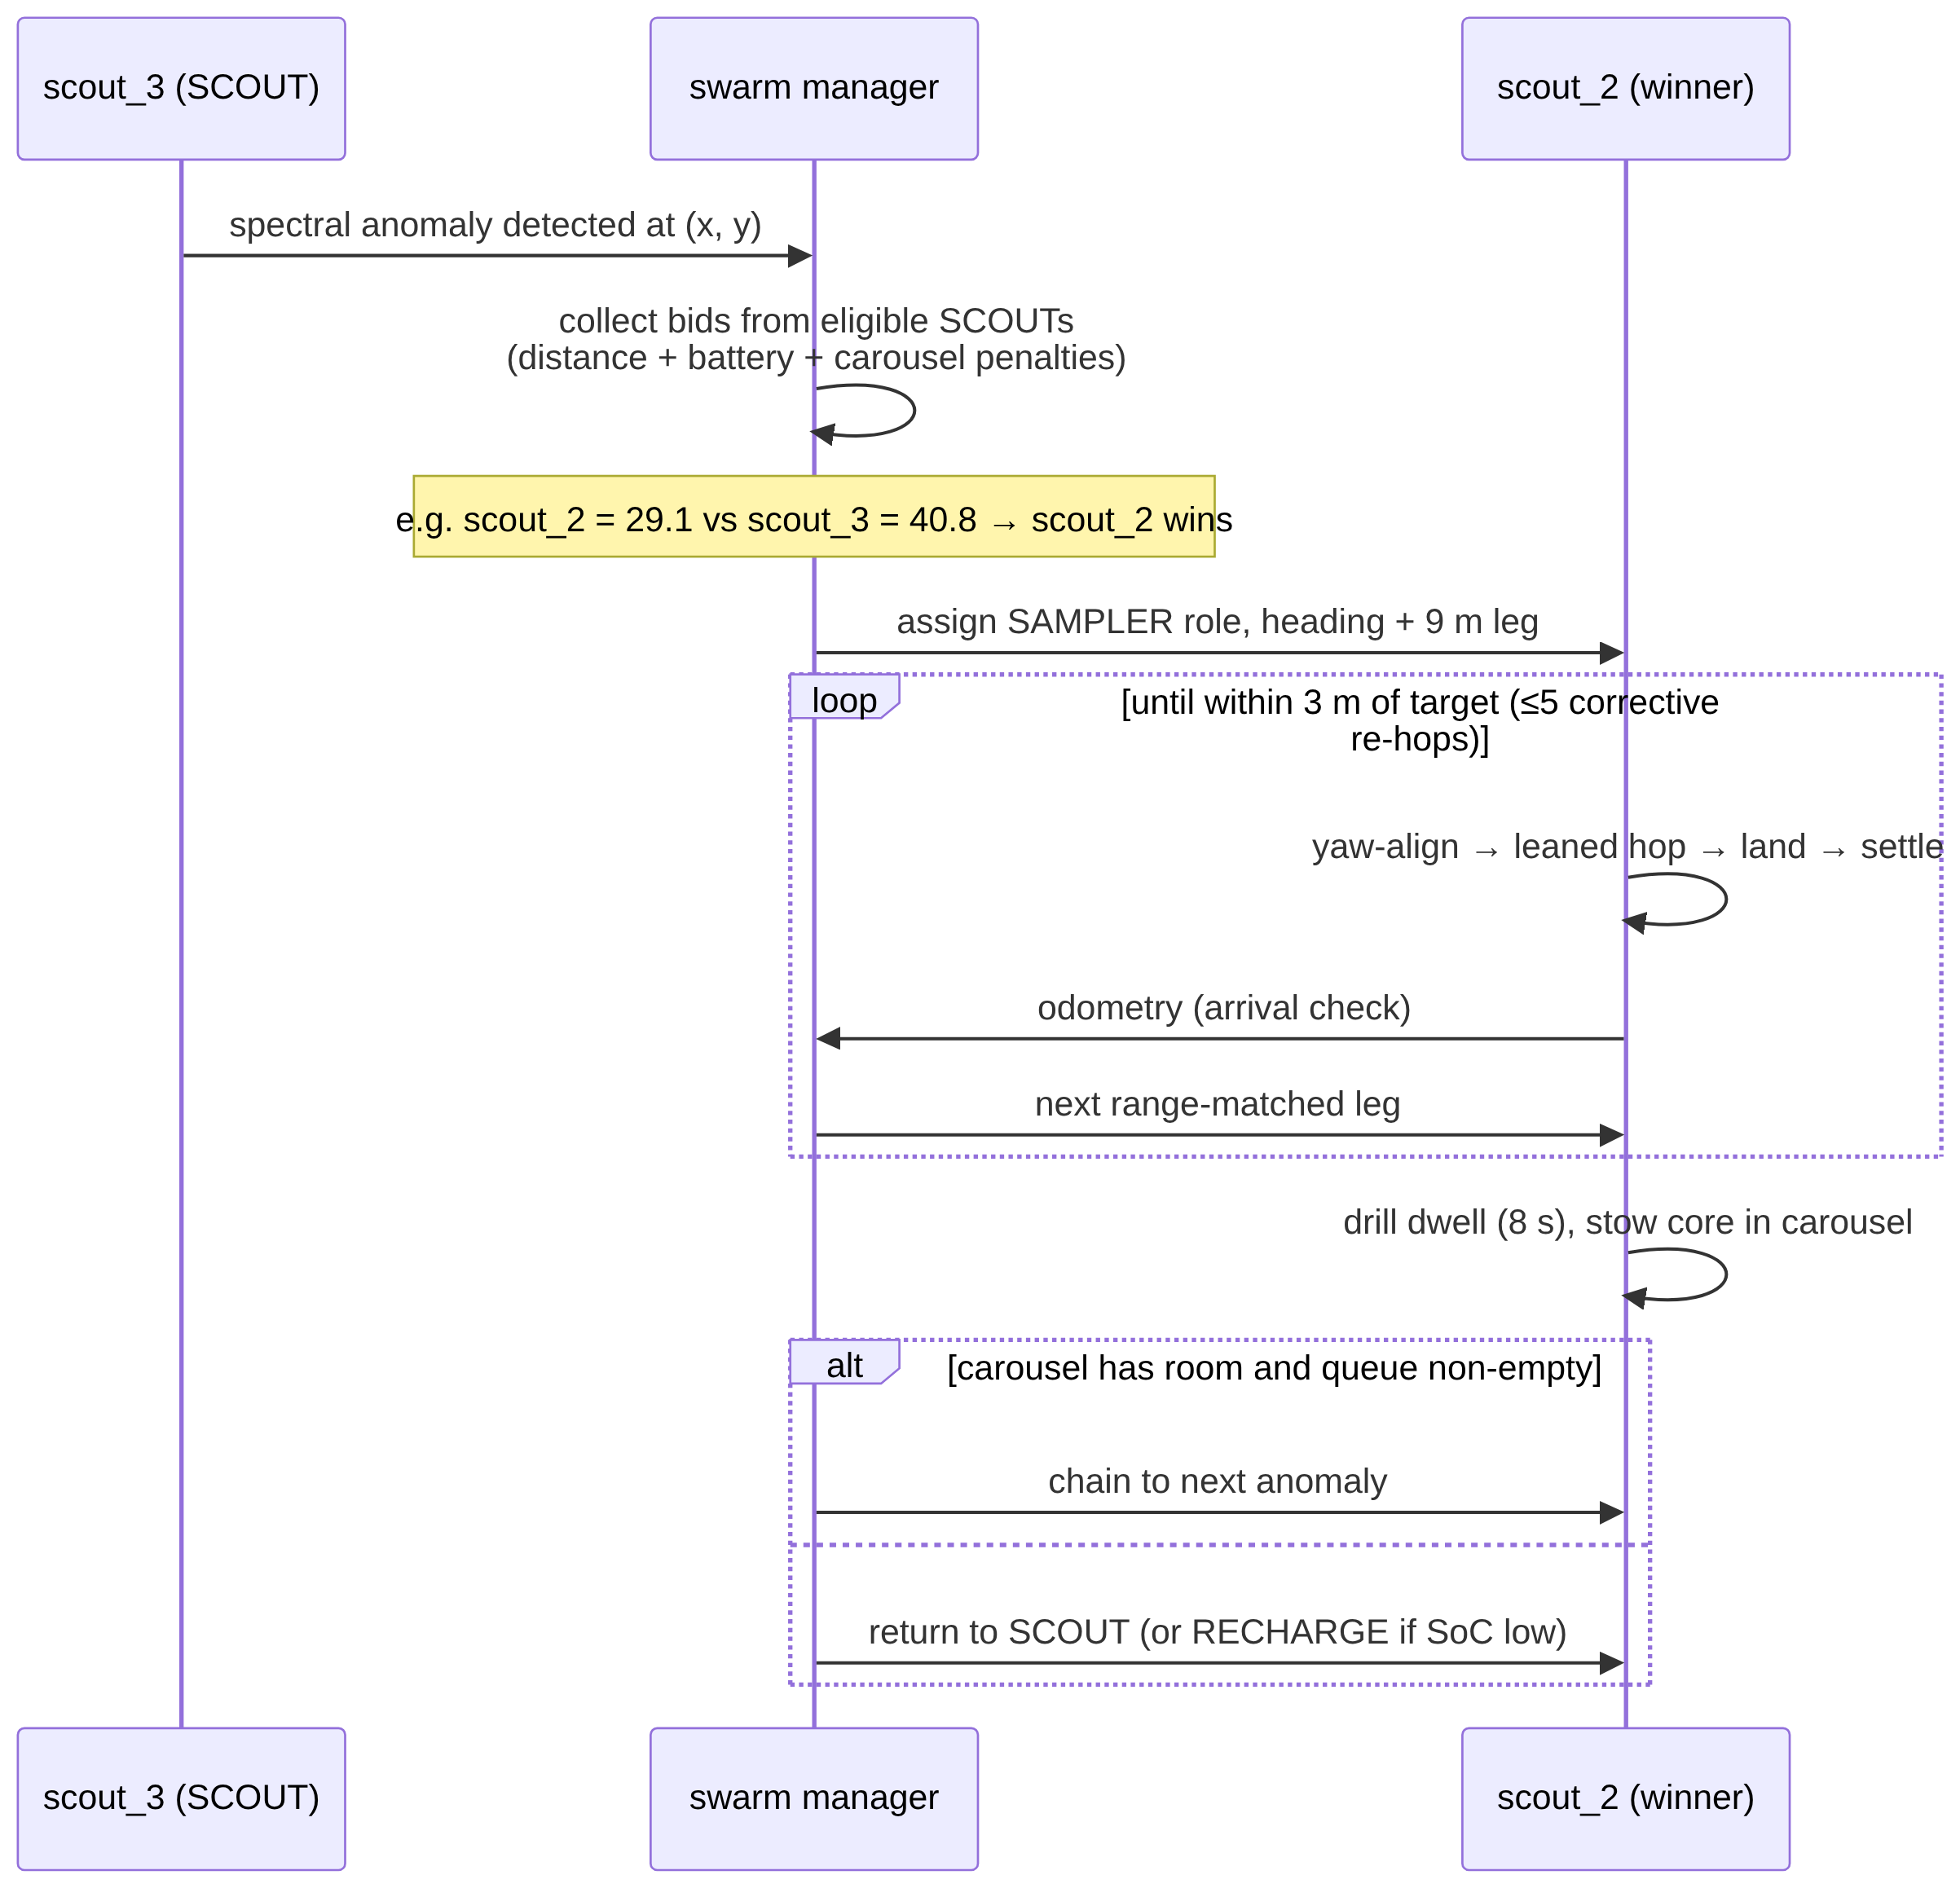 scout_3 (SCOUT)
swarm manager
scout_2 (winner)
spectral anomaly detected at (x, y)
collect bids from eligible SCOUTs
(distance + battery + carousel penalties)
e.g. scout_2 = 29.1 vs scout_3 = 40.8 → scout_2 wins
assign SAMPLER role, heading + 9 m leg
loop
[until within 3 m of target (≤5 corrective
re-hops)]
yaw-align → leaned hop → land → settle
odometry (arrival check)
next range-matched leg
drill dwell (8 s), stow core in carousel
alt
[carousel has room and queue non-empty]
chain to next anomaly
return to SCOUT (or RECHARGE if SoC low)
scout_3 (SCOUT)
swarm manager
scout_2 (winner)